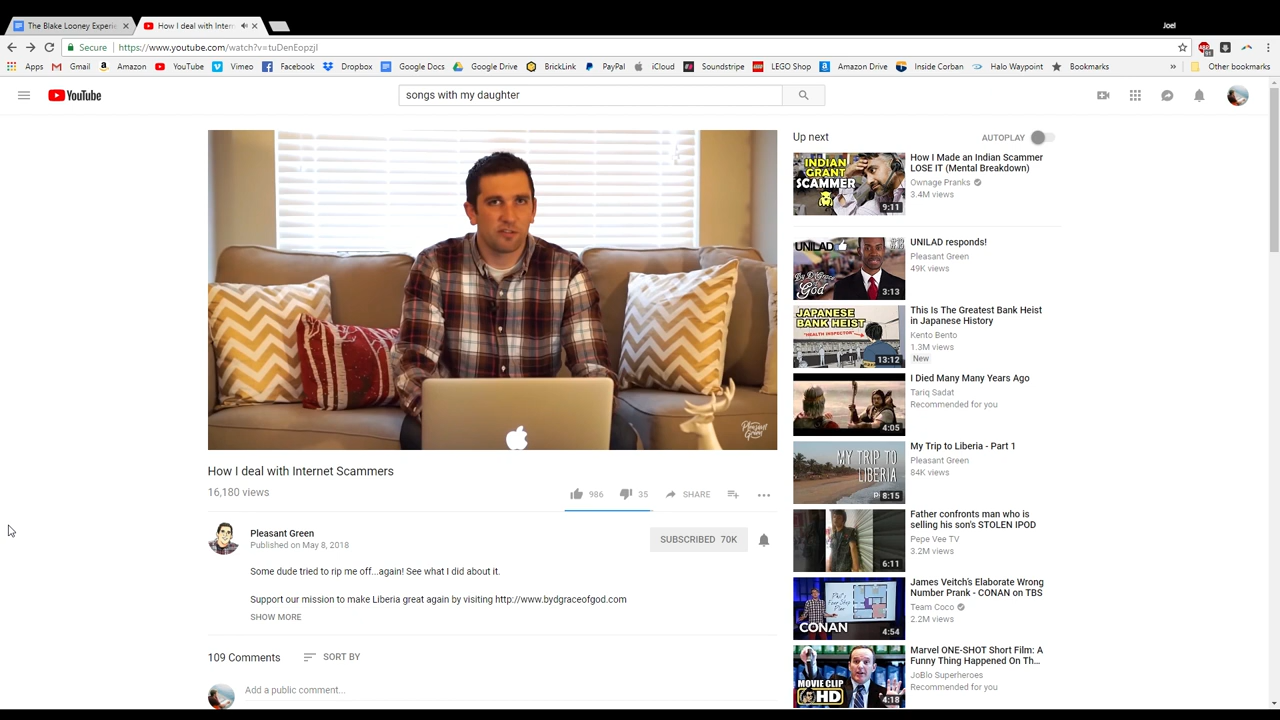 Joel
The Blake Looney Experie
How I deal with Intern
Secure
https://www.youtube.com/watch?v=tuDenEopzjI
91
Apps Gmail Amazon YouTube Vimeo Facebook Dropbox Google Docs Google Drive BrickLink PayPal iCloud Soundstripe LEGO Shop Amazon Drive Inside Corban Halo Waypoint Bookmarks » Other bookmarks
YouTube
songs with my daughter
Pleasant
Green
How I deal with Internet Scammers
16,180 views
986 35 SHARE
Pleasant Green
Published on May 8, 2018
SUBSCRIBED 70K
Some dude tried to rip me off...again! See what I did about it.
Support our mission to make Liberia great again by visiting http://www.bydgraceofgod.com
SHOW MORE
109 Comments SORT BY
Add a public comment...
Up next AUTOPLAY
INDIAN
GRANT
SCAMMER
9:11
How I Made an Indian Scammer
LOSE IT (Mental Breakdown)
Ownage Pranks
3.4M views
UNILAD
By D Grace
of
God
3:13
UNILAD responds!
Pleasant Green
49K views
JAPANESE
BANK HEIST
"HEALTH INSPECTOR"
13:12
This Is The Greatest Bank Heist
in Japanese History
Kento Bento
1.3M views
New
4:05
I Died Many Many Years Ago
Tariq Sadat
Recommended for you
MY TRIP TO
LIBERIA
8:15
My Trip to Liberia - Part 1
Pleasant Green
84K views
6:11
Father confronts man who is
selling his son's STOLEN IPOD
Pepe Vee TV
3.2M views
CONAN
4:54
James Veitch's Elaborate Wrong
Number Prank - CONAN on TBS
Team Coco
2.2M views
MOVIE CLIP
HD
4:18
Marvel ONE-SHOT Short Film: A
Funny Thing Happened On Th...
JoBlo Superheroes
Recommended for you